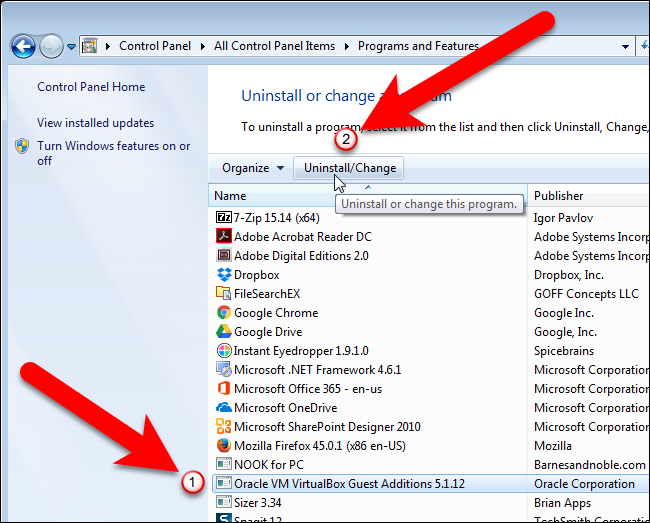 Control Panel ▸ All Control Panel Items ▸ Programs and Features
Control Panel Home
View installed updates
Turn Windows features on or
off
Uninstall or change a program
To uninstall a program, select it from the list and then click Uninstall, Change,
2
Organize Uninstall/Change
Name Publisher
Uninstall or change this program.
7-Zip 15.14 (x64) Igor Pavlov
Adobe Acrobat Reader DC Adobe Systems Incorp
Adobe Digital Editions 2.0 Adobe Systems Incorp
Dropbox Dropbox, Inc.
FileSearchEX GOFF Concepts LLC
Google Chrome Google Inc.
Google Drive Google, Inc.
Instant Eyedropper 1.9.1.0 Spicebrains
Microsoft .NET Framework 4.6.1 Microsoft Corporation
Microsoft Office 365 - en-us Microsoft Corporation
Microsoft OneDrive Microsoft Corporation
Microsoft SharePoint Designer 2010 Microsoft Corporation
Mozilla Firefox 45.0.1 (x86 en-US) Mozilla
NOOK for PC Barnesandnoble.com
1
Oracle VM VirtualBox Guest Additions 5.1.12 Oracle Corporation
Sizer 3.34 Brian Apps
Snagit 12 TechSmith Corporation